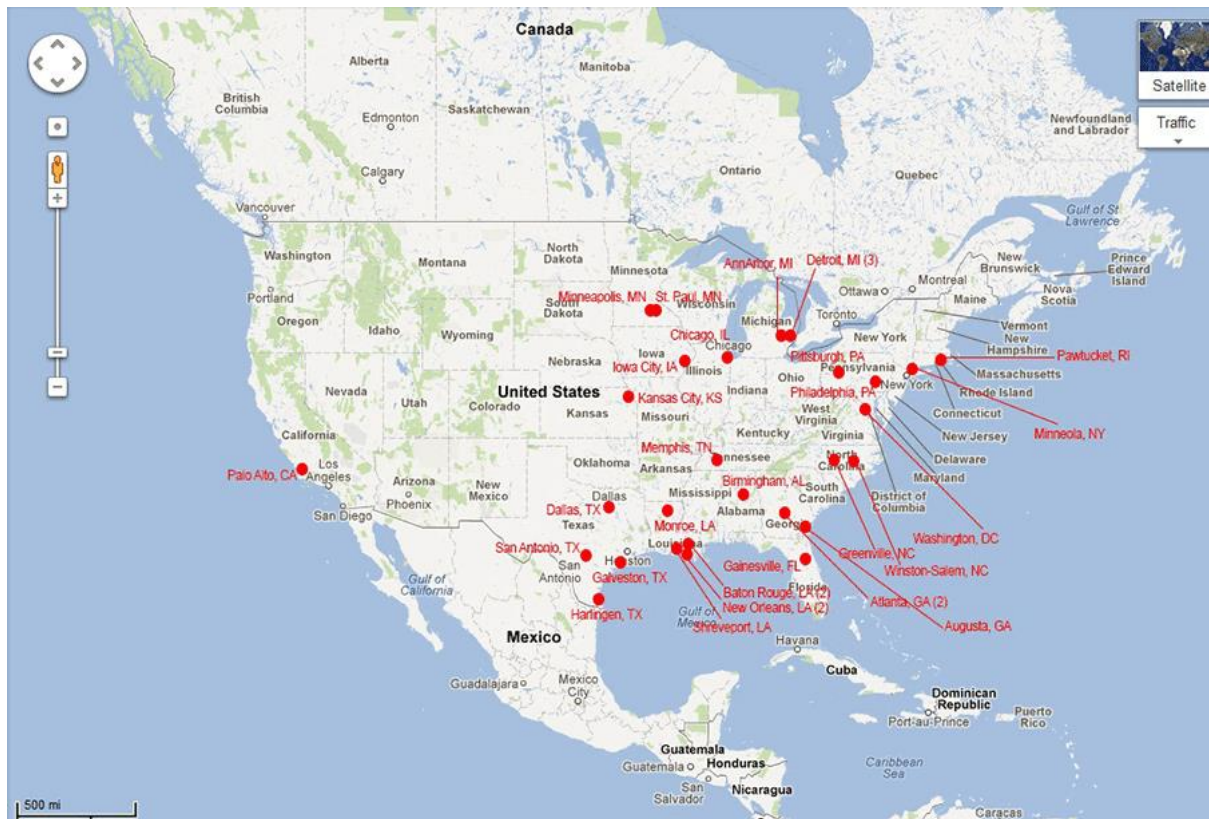 Canada
Alberta
Manitoba
British
Columbia
Edmonton
Saskatchewan
Calgary
Ontario
Quebec
Newfoundland
and Labrador
Satellite
Traffic
Vancouver
Gulf of St
Lawrence
Washington
Montana
North
Dakota
Minnesota
AnnArbor, MI
Detroit, MI (3)
Ottawa
Montreal
New
Brunswick
Prince
Edward
Island
Nova
Scotia
Maine
Portland
Oregon
Idaho
Wyoming
South
Dakota
Minneapolis, MN
St. Paul, MN
Wisconsin
Michigan
Toronto
Vermont
New
Hampshire
New York
Chicago, IL
Chicago
Iowa
Iowa City, IA
Illinois
Nebraska
Pittsburgh, PA
Pennsylvania
Ohio
Indiana
Philadelphia, PA
New York
Pawtucket, RI
Massachusetts
Rhode Island
Connecticut
Mineola, NY
New Jersey
Nevada
Utah
Colorado
United States
Kansas City, KS
Kansas
Missouri
West
Virginia
Kentucky
Virginia
Delaware
Maryland
District of
Columbia
California
Palo Alto, CA
Los
Angeles
San Diego
Arizona
Phoenix
New
Mexico
Oklahoma
Arkansas
Memphis, TN
Tennessee
North
Carolina
South
Carolina
Mississippi
Birmingham, AL
Alabama
Georgia
Dallas
Dallas, TX
Texas
Monroe, LA
Louisiana
Washington, DC
Greenville, NC
Winston-Salem, NC
San Antonio, TX
San
Antonio
Houston
Galveston, TX
Harlingen, TX
Gainesville, FL
Florida
Baton Rouge, LA (2)
New Orleans, LA (2)
Shreveport, LA
Atlanta, GA (2)
Augusta, GA
Gulf of
California
Gulf of
Mexico
Mexico
Havana
Cuba
Guadalajara
Mexico
City
Dominican
Republic
Port-au-Prince
Puerto
Rico
Guatemala
Honduras
Guatemala
San
Salvador
Nicaragua
Caribbean
Sea
Caracas
500 mi